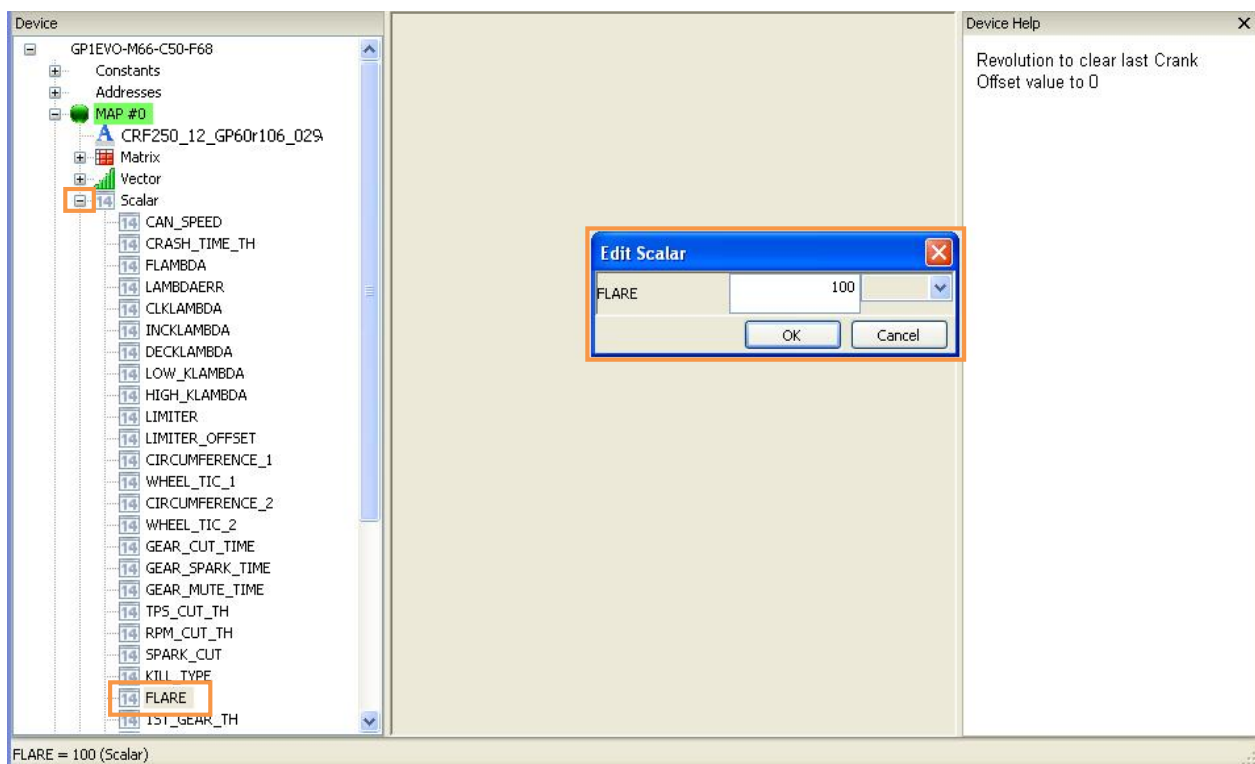 Device
GP1EVO-M66-C50-F68
Constants
Addresses
MAP #0
CRF250_12_GP60r106_029
Matrix
Vector
14 Scalar
14 CAN_SPEED
14 CRASH_TIME_TH
14 FLAMBDA
14 LAMBDAERR
14 CLKLAMBDA
14 INCKLAMBDA
14 DECKLAMBDA
14 LOW_KLAMBDA
14 HIGH_KLAMBDA
14 LIMITER
14 LIMITER_OFFSET
14 CIRCUMFERENCE_1
14 WHEEL_TIC_1
14 CIRCUMFERENCE_2
14 WHEEL_TIC_2
14 GEAR_CUT_TIME
14 GEAR_SPARK_TIME
14 GEAR_MUTE_TIME
14 TPS_CUT_TH
14 RPM_CUT_TH
14 SPARK_CUT
14 KILL_TYPE
14 FLARE
14 1ST_GEAR_TH
FLARE = 100 (Scalar)
Edit Scalar
FLARE 100
OK Cancel
Device Help
Revolution to clear last Crank
Offset value to 0